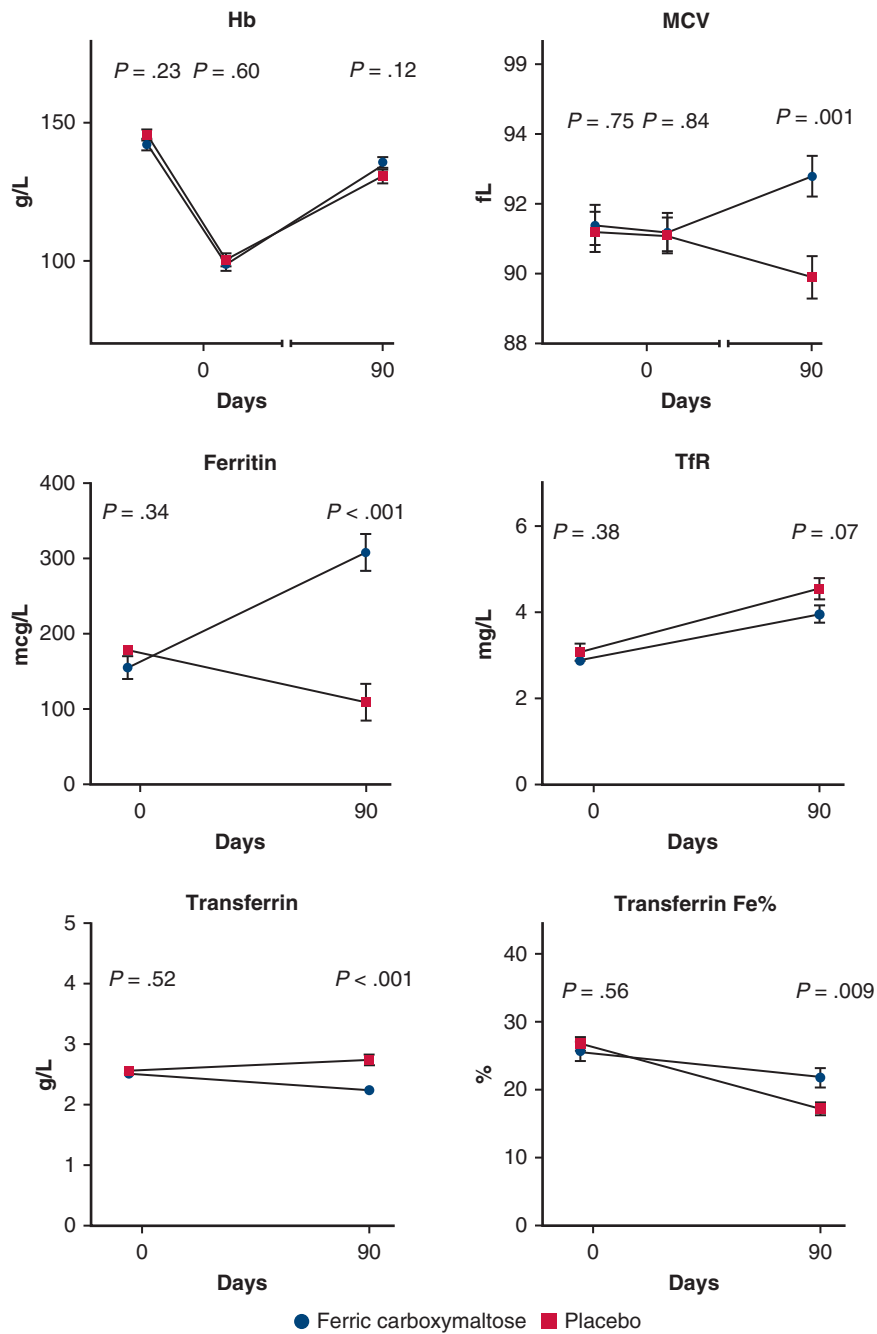 Hb
150
100
g/L
P = .23 P = .60 P = .12
0 90
Days
MCV
99
94
92
90
88
fL
P = .75 P = .84 P = .001
0 90
Days
Ferritin
400
300
200
100
0
mcg/L
P = .34 P < .001
0 90
Days
TfR
6
4
2
0
mg/L
P = .38 P = .07
0 90
Days
Transferrin
5
4
3
2
1
0
g/L
P = .52 P < .001
0 90
Days
Transferrin Fe%
40
30
20
10
0
%
P = .56 P = .009
0 90
Days
Ferric carboxymaltose Placebo